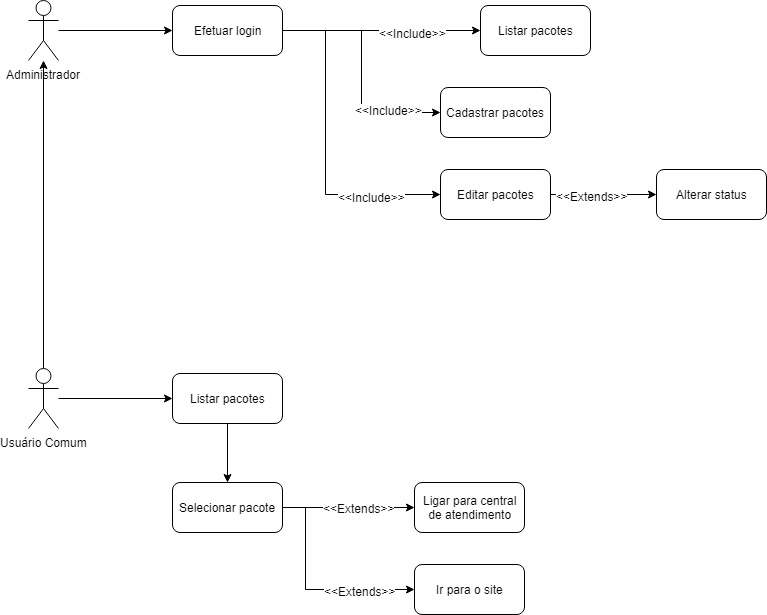 Efetuar login
<<Include>>
Listar pacotes
Administrador
<<Include>>
Cadastrar pacotes
<<Include>>
Editar pacotes
<<Extends>>
Alterar status
Listar pacotes
Usuário Comum
Selecionar pacote
<<Extends>>
Ligar para central
de atendimento
<<Extends>>
Ir para o site